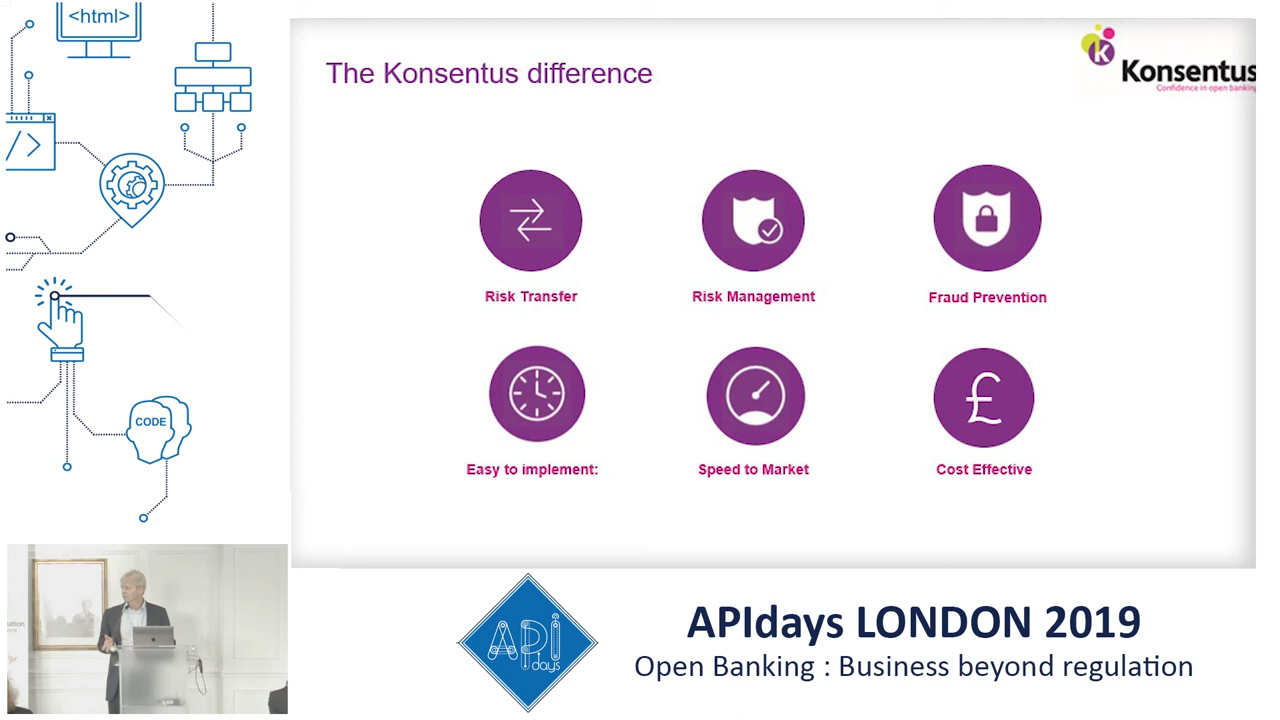 <html>
The Konsentus difference
K
Konsentus
Confidence in open banking
</>
Risk Transfer
Risk Management
Fraud Prevention
CODE
£
Easy to implement:
Speed to Market
Cost Effective
API
days
APIdays LONDON 2019
Open Banking : Business beyond regulation